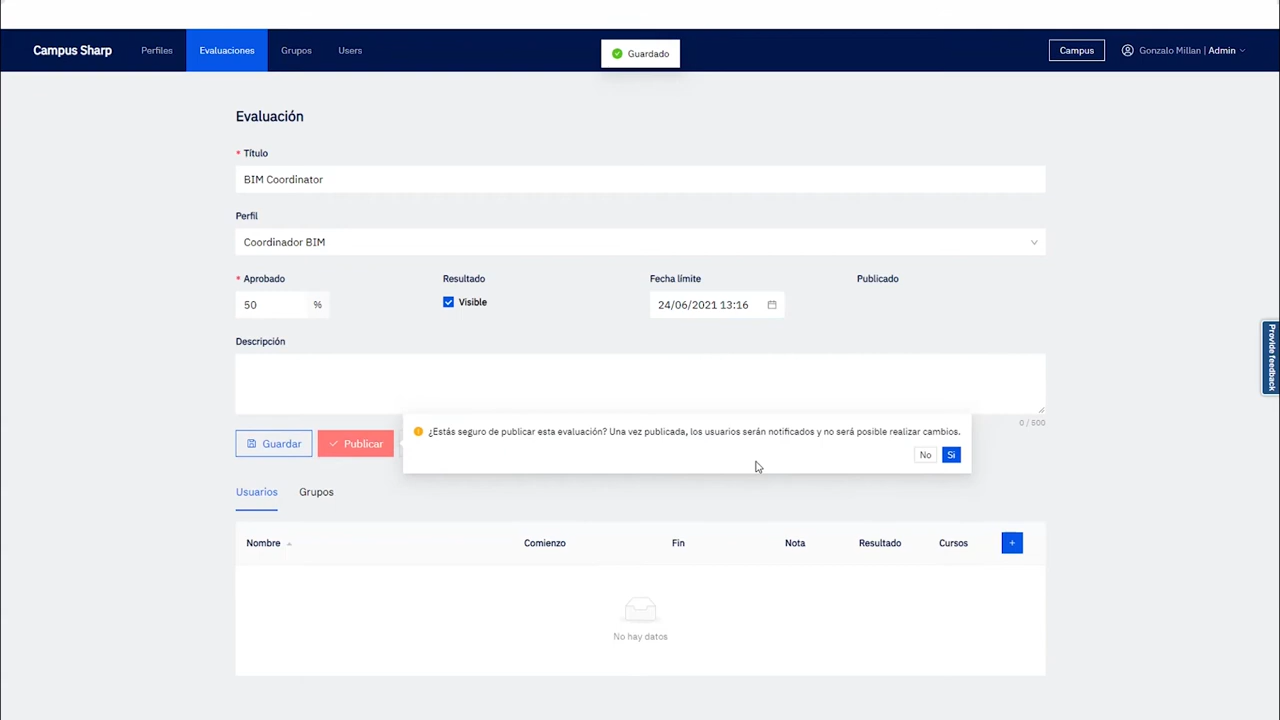 Campus Sharp
Perfiles
Evaluaciones
Grupos
Users
Guardado
Campus
Gonzalo Millan | Admin
Evaluación
* Título
BIM Coordinator
Perfil
Coordinador BIM
* Aprobado
Resultado
Fecha límite
Publicado
50 %
Visible
24/06/2021 13:16
Provide feedback
Descripción
0 / 500
Guardar
Publicar
¿Estás seguro de publicar esta evaluación? Una vez publicada, los usuarios serán notificados y no será posible realizar cambios.
No
Si
Usuarios
Grupos
Nombre
Comienzo
Fin
Nota
Resultado
Cursos
+
No hay datos